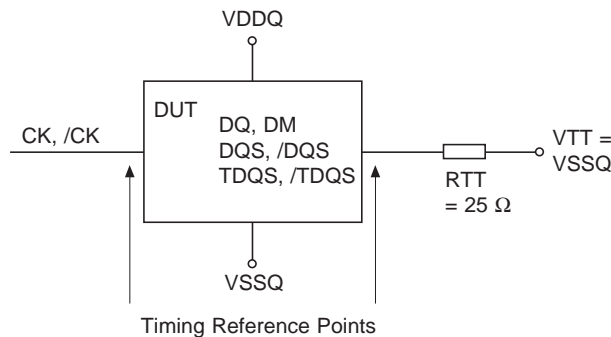 VDDQ
DUT
DQ, DM
CK, /CK
DQS, /DQS
TDQS, /TDQS
VTT =
VSSQ
RTT
= 25 Ω
VSSQ
Timing Reference Points